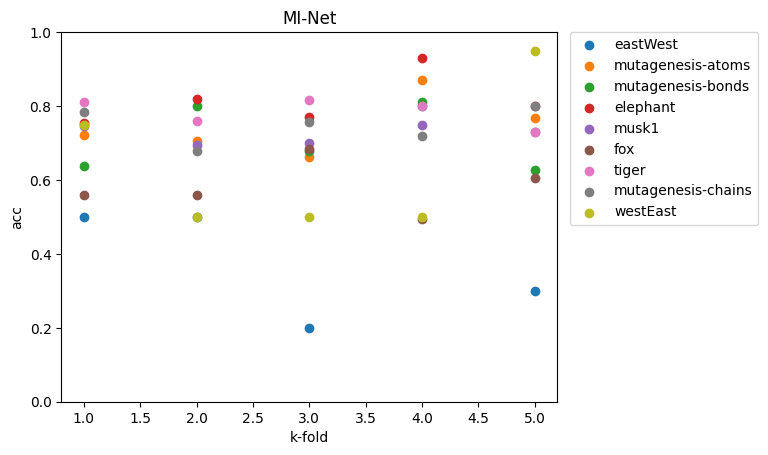 MI-Net
acc
1.0
0.8
0.6
0.4
0.2
0.0
1.0 1.5 2.0 2.5 3.0 3.5 4.0 4.5 5.0
k-fold
eastWest
mutagenesis-atoms
mutagenesis-bonds
elephant
musk1
fox
tiger
mutagenesis-chains
westEast